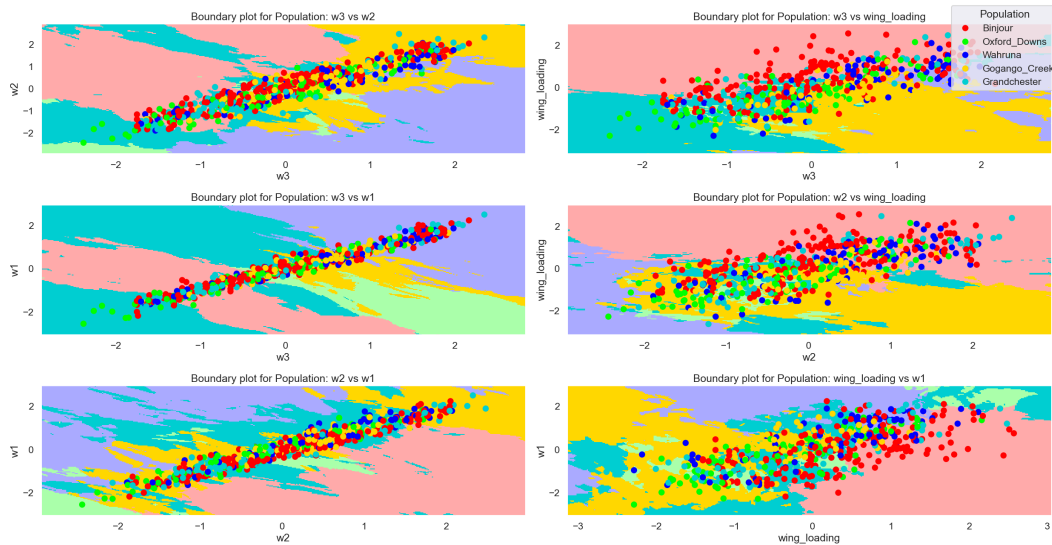 Boundary plot for Population: w3 vs w2
2
1
0
−1
−2
w2
−2
−1
0
1
2
w3
Boundary plot for Population: w3 vs wing_loading
2
0
−2
wing_loading
−2
−1
0
1
2
3
w3
Population
Binjour
Oxford_Downs
Wahruna
Gogango_Creek
Grandchester
Boundary plot for Population: w3 vs w1
2
0
−2
w1
−2
−1
0
1
2
w3
Boundary plot for Population: w2 vs wing_loading
2
0
−2
wing_loading
−2
−1
0
1
2
w2
Boundary plot for Population: w2 vs w1
2
0
−2
w1
−2
−1
0
1
2
w2
Boundary plot for Population: wing_loading vs w1
2
0
−2
w1
−3
−2
−1
0
1
2
3
wing_loading